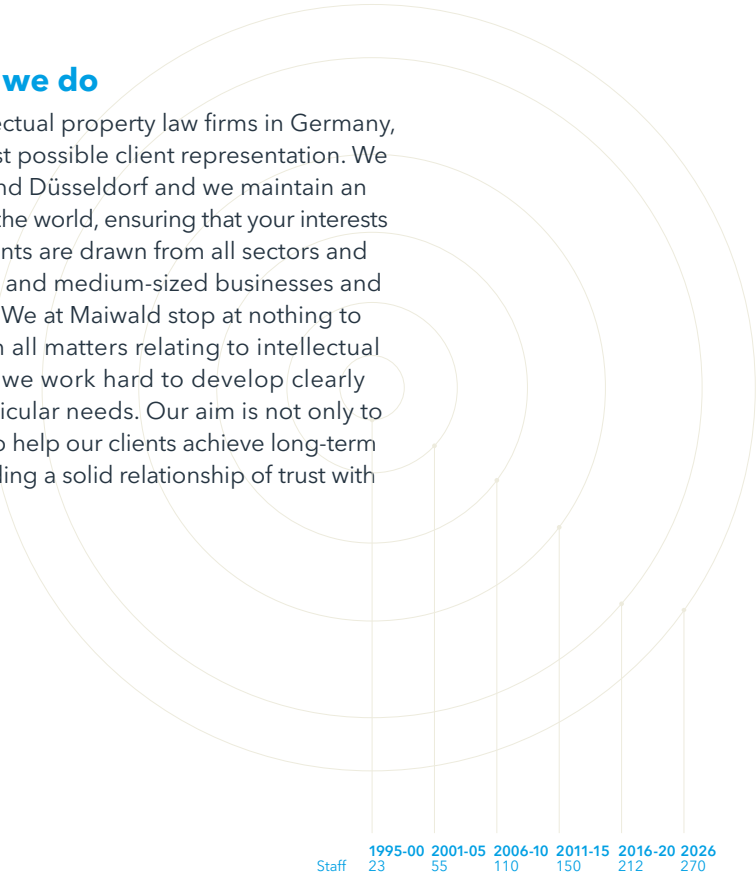 we do
ectual property law firms in Germany,
st possible client representation. We
nd Düsseldorf and we maintain an
the world, ensuring that your interests
nts are drawn from all sectors and
and medium-sized businesses and
We at Maiwald stop at nothing to
n all matters relating to intellectual
we work hard to develop clearly
icular needs. Our aim is not only to
o help our clients achieve long-term
ling a solid relationship of trust with
1995-00 2001-05 2006-10 2011-15 2016-20 2026
Staff 23 55 110 150 212 270